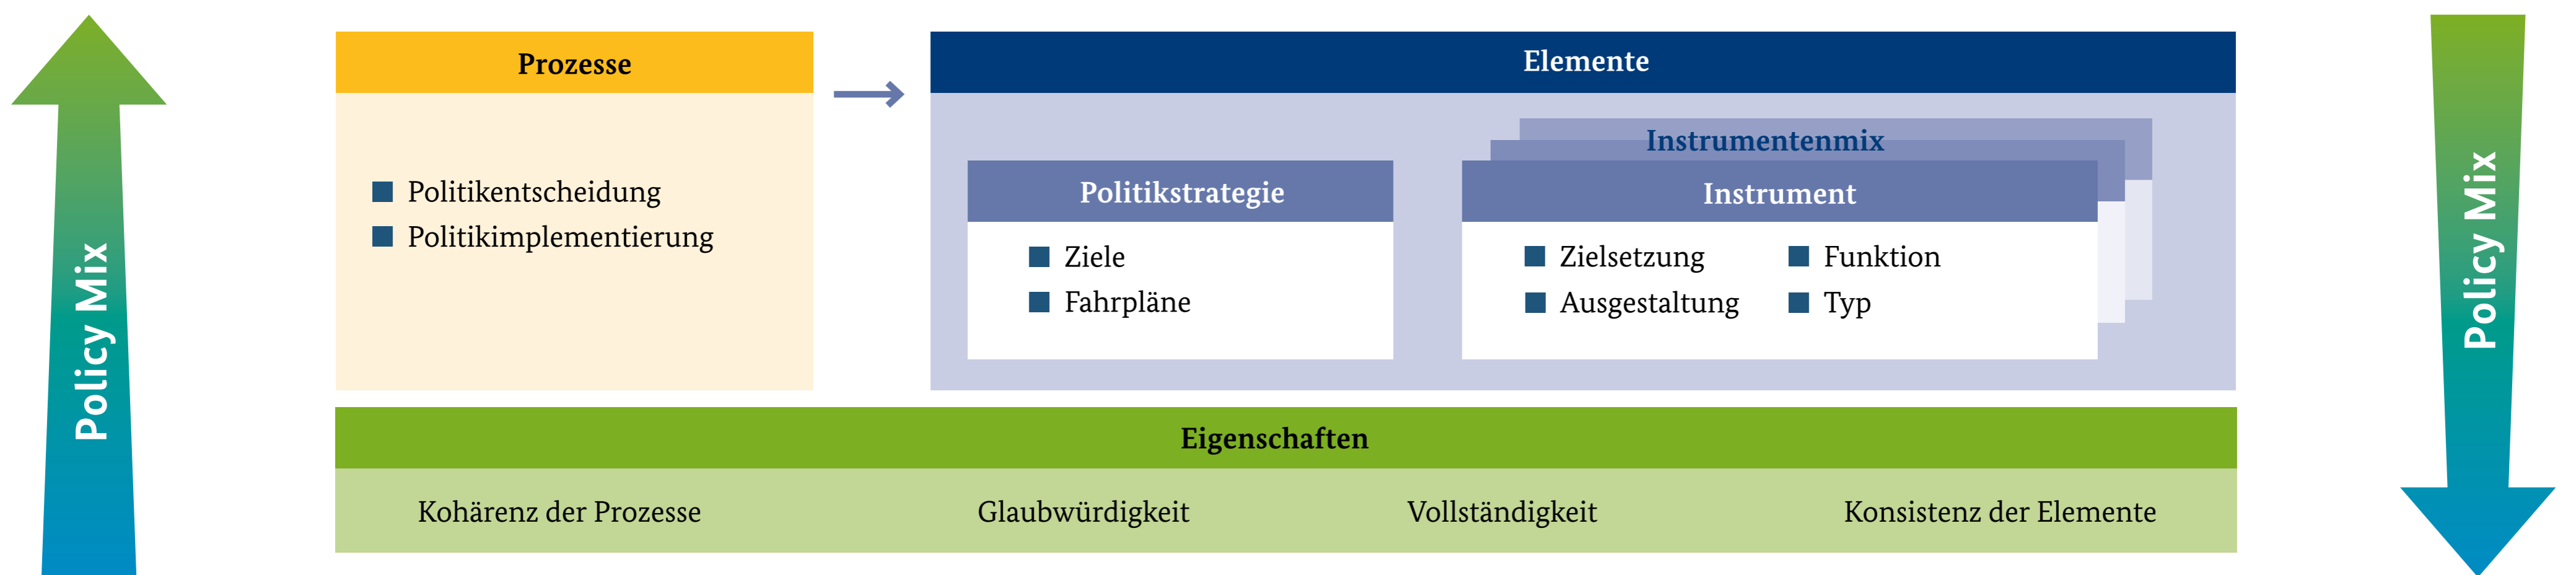 Policy Mix
Prozesse
Politikentscheidung
Politikimplementierung
Elemente
Politikstrategie
Ziele
Fahrpläne
Instrumentenmix
Instrument
Zielsetzung
Ausgestaltung
Funktion
Typ
Eigenschaften
Kohärenz der Prozesse
Glaubwürdigkeit
Vollständigkeit
Konsistenz der Elemente
Policy Mix